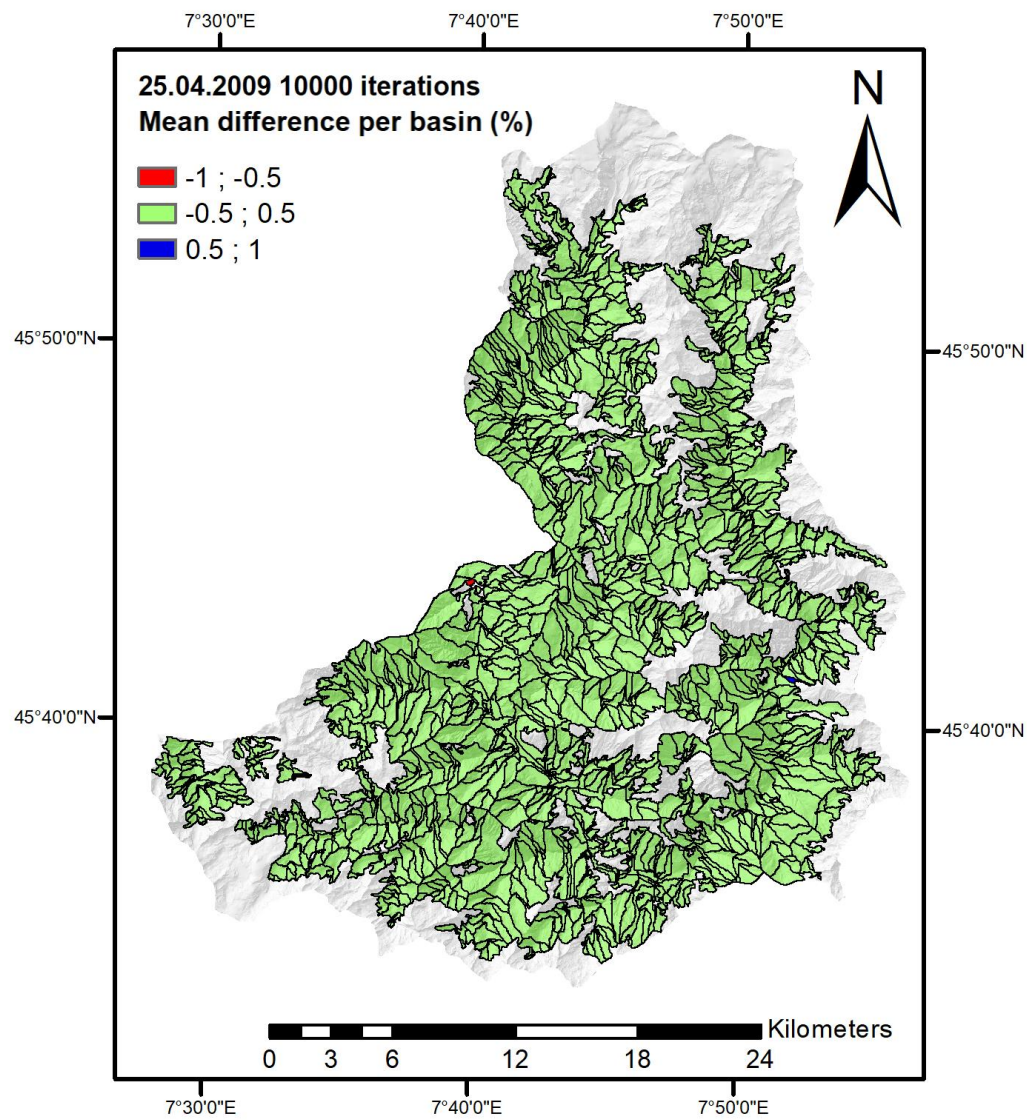 7°30'0"E 7°40'0"E 7°50'0"E
25.04.2009 10000 iterations
Mean difference per basin (%)
N
-1 ; -0.5
-0.5 ; 0.5
0.5 ; 1
45°50'0"N 45°50'0"N
45°40'0"N 45°40'0"N
Kilometers
0 3 6 12 18 24
7°30'0"E 7°40'0"E 7°50'0"E